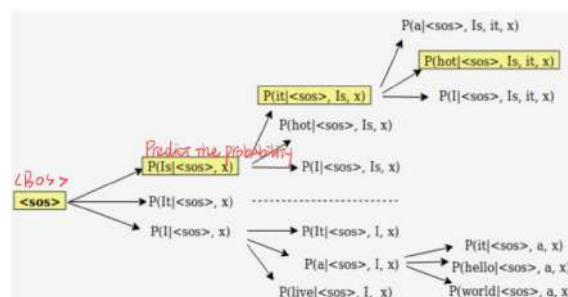 P(a|<sos>, Is, it, x)
P(hot|<sos>, Is, it, x)
P(it|<sos>, Is, x)
P(I|<sos>, Is, it, x)
P(hot|<sos>, Is, x)
Predict the probability
P(Is|<sos>, x)
P(I|<sos>, Is, x)
<BOS>
<sos>
P(It|<sos>, x)
P(I|<sos>, x)
P(It|<sos>, I, x)
P(it|<sos>, a, x)
P(a|<sos>, I, x)
P(hello|<sos>, a, x)
P(live|<sos>, I, x)
P(world|<sos>, a, x)